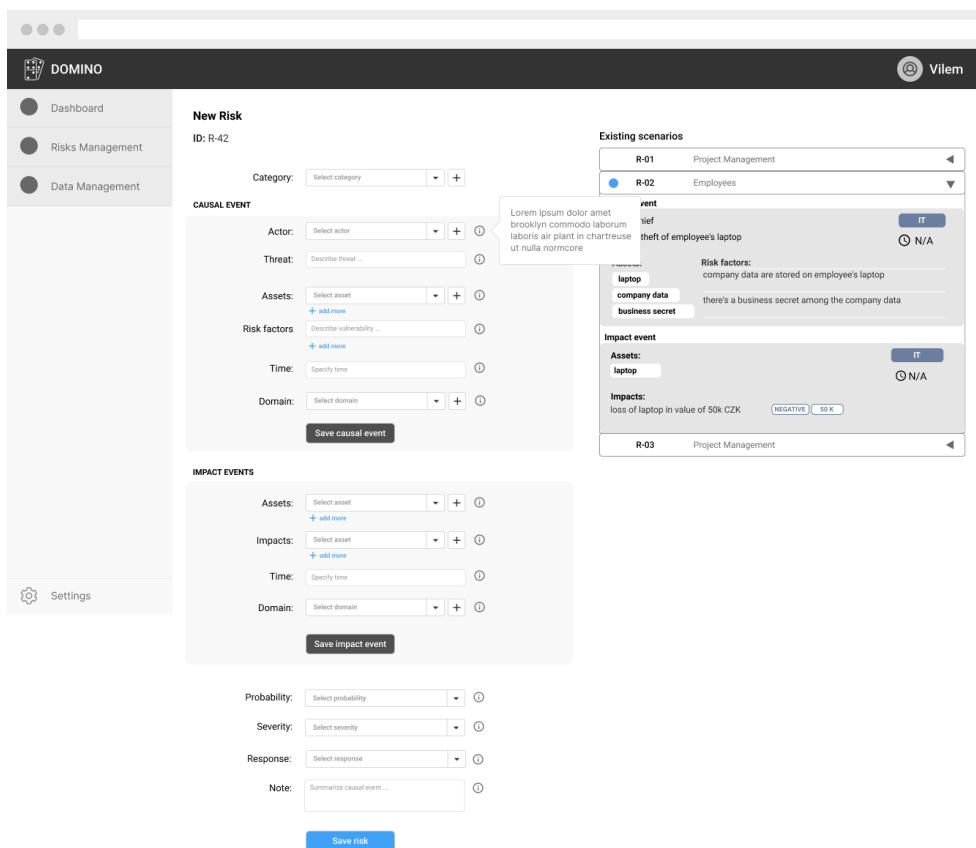 DOMINO
Vilem
Dashboard
Risks Management
Data Management
Settings
New Risk
ID: R-42
Category: Select category
CAUSAL EVENT
Actor: Select actor
Threat: Describe threat ...
Assets: Select asset
+ add more
Risk factors Describe vulnerability ...
+ add more
Time: Specify time
Domain: Select domain
Save causal event
IMPACT EVENTS
Assets: Select asset
+ add more
Impacts: Select asset
+ add more
Time: Specify time
Domain: Select domain
Save impact event
Probability: Select probability
Severity: Select severity
Response: Select response
Note: Summarize causal event ...
Save risk
Lorem ipsum dolor amet
brooklyn commodo laborum
laboris air plant in chartreuse
ut nulla normcore
Existing scenarios
R-01 Project Management
R-02 Employees
IT
theft of employee's laptop
N/A
Risk factors:
laptop
company data are stored on employee's laptop
company data
there's a business secret among the company data
business secret
Impact event
Assets:
IT
laptop
N/A
Impacts:
loss of laptop in value of 50k CZK NEGATIVE 50 K
R-03 Project Management